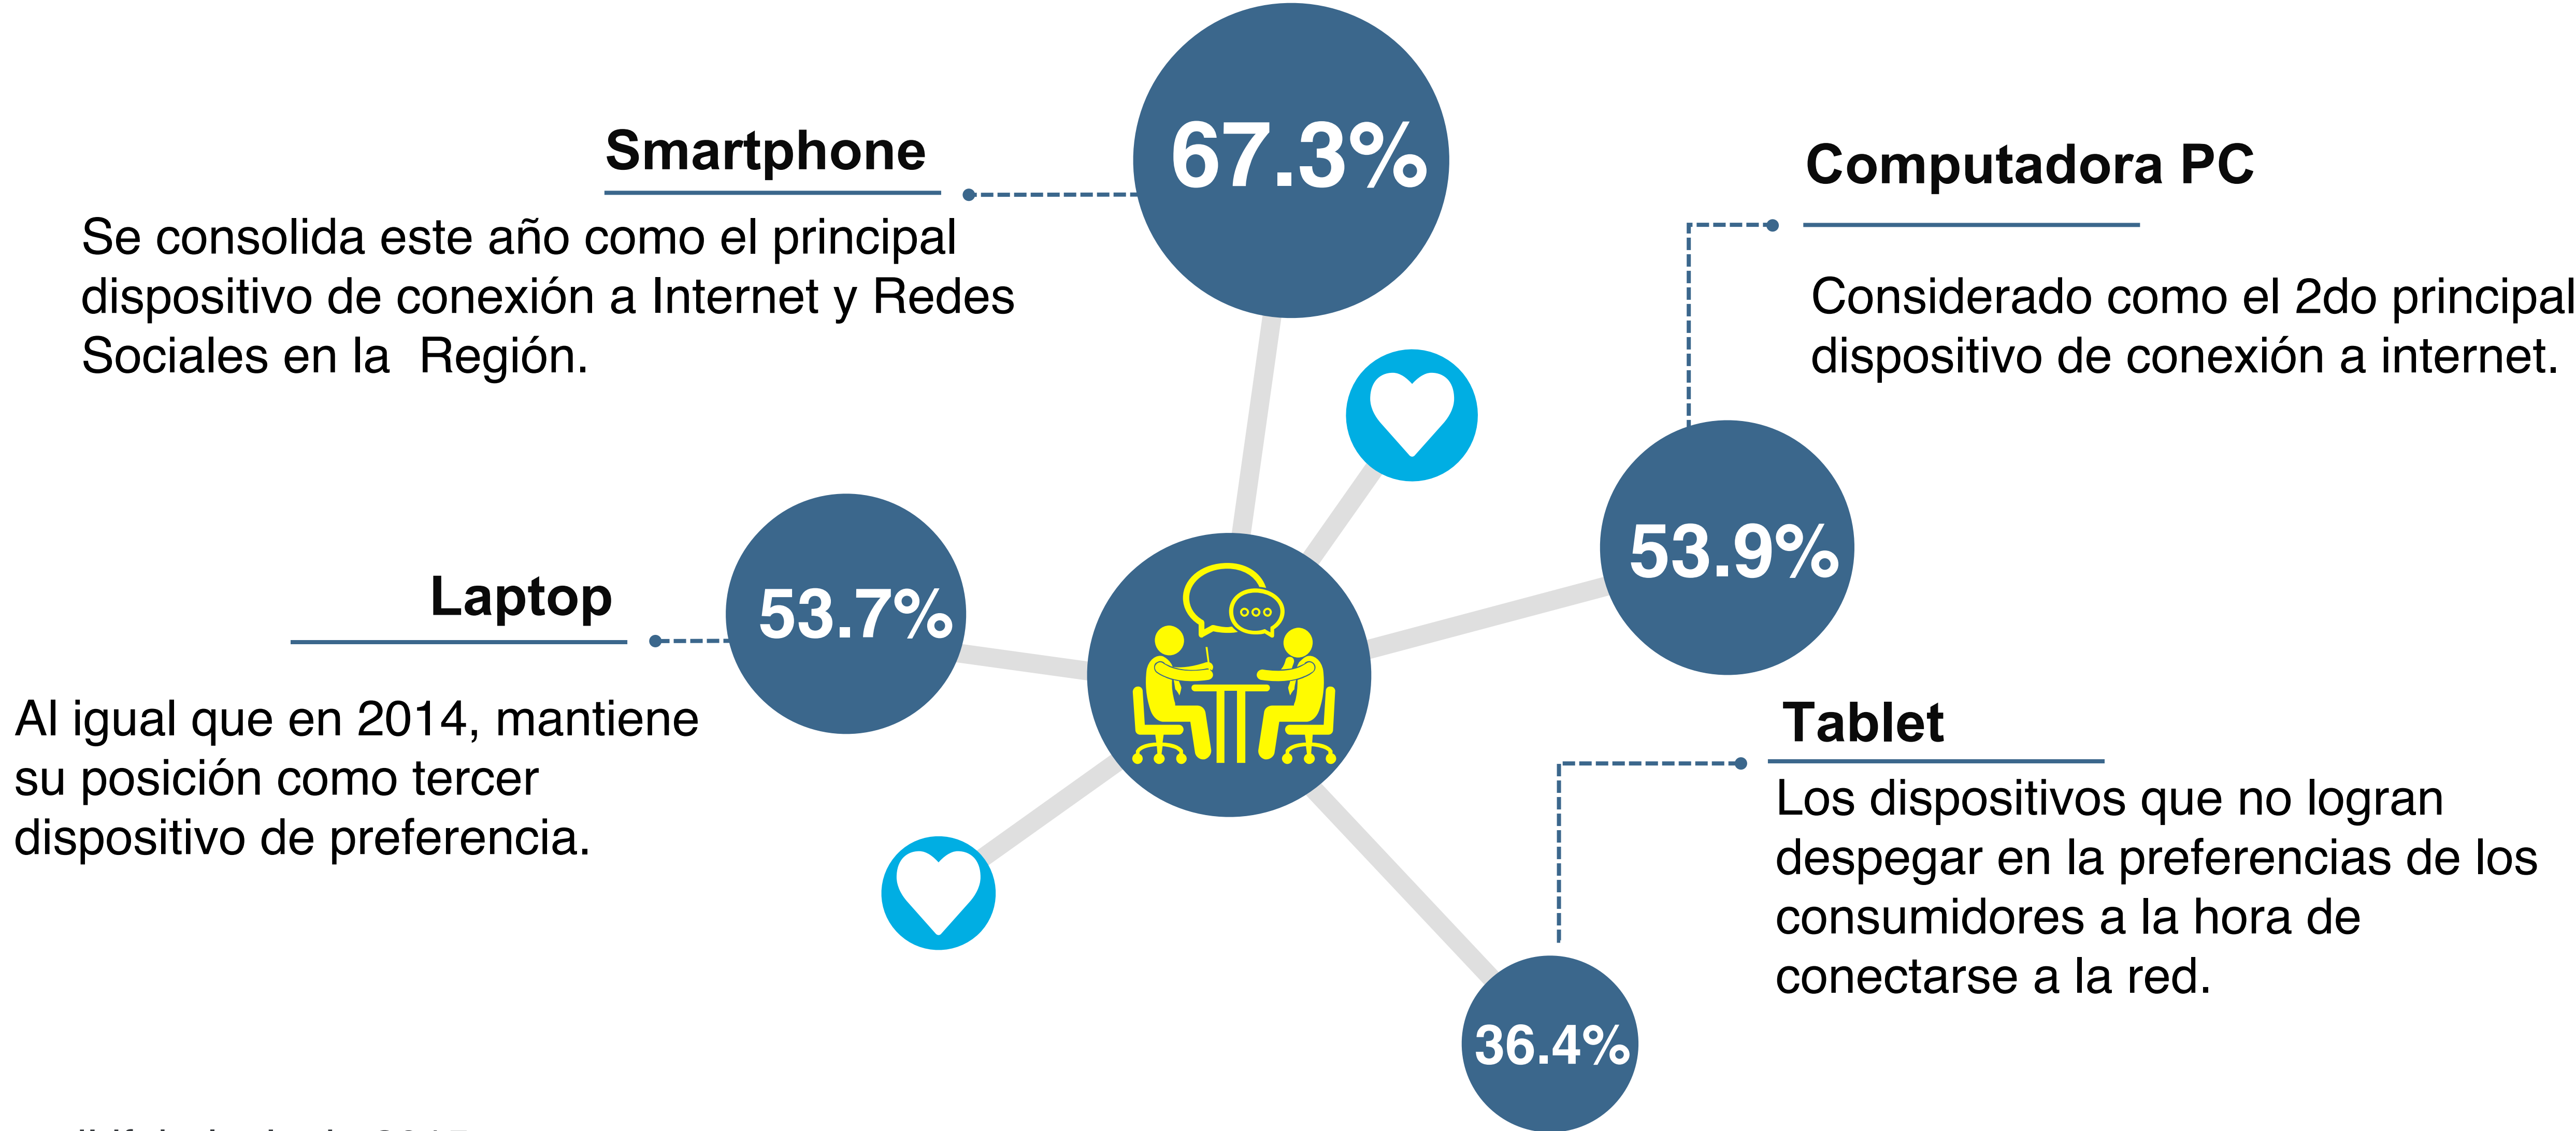 67.3%
Smartphone
Se consolida este año como el principal
dispositivo de conexión a Internet y Redes
Sociales en la Región.
Computadora PC
Considerado como el 2do principal
dispositivo de conexión a internet.
53.9%
Laptop
53.7%
Al igual que en 2014, mantiene
su posición como tercer
dispositivo de preferencia.
Tablet
Los dispositivos que no logran
despegar en la preferencias de los
consumidores a la hora de
conectarse a la red.
36.4%